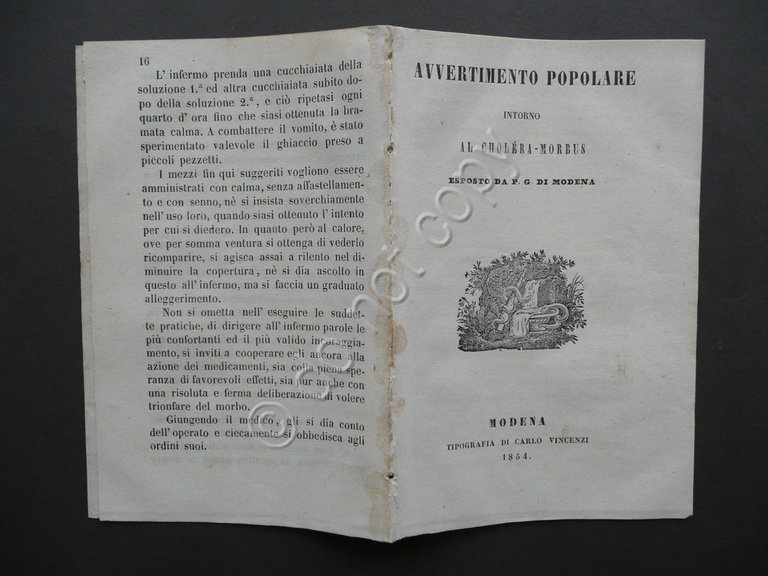 16
L' infermo prenda una cucchiaiata della
soluzione 1.ª ed altra cucchiaiata subito do-
po della soluzione 2.ª, e ciò ripetasi ogni
quarto d' ora fino che siasi ottenuta la bra-
mata calma. A combattere il vomito, è stato
sperimentato valevole il ghiaccio preso a
piccoli pezzetti.
I mezzi fin qui suggeriti vogliono essere
amministrati con calma, senza affastellamen-
to e con senno, nè si insista soverchiamente
nell' uso loro, quando siasi ottenuto l' intento
per cui si diedero. In quanto però al calore,
ove per somma ventura si ottenga di vederlo
ricomparire, si agisca assai a rilento nel di-
minuire la copertura, nè si dia ascolto in
questo all' infermo, ma si faccia un graduato
alleggerimento.
Non si ometta nell' eseguire le suddet-
te pratiche, di dirigere all' infermo parole le
più confortanti ed il più valido incoraggia-
mento, si inviti a cooperare egli ancora alla
azione dei medicamenti, sia colla piena spe-
ranza di favorevoli effetti, sia pur anche con
una risoluta e ferma deliberazione di volere
trionfare del morbo.
Giungendo il medico, gli si dia conto
dell' operato e ciecamente si obbedisca agli
ordini suoi.
AVVERTIMENTO POPOLARE
INTORNO
AL CHOLÉRA-MORBUS
ESPOSTO DA P. G. DI MODENA
MODENA
TIPOGRAFIA DI CARLO VINCENZI
1854.